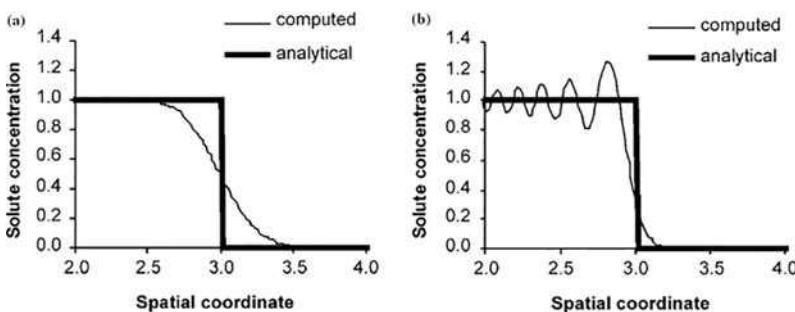 (a)
computed
analytical
1.4
1.2
1.0
0.8
0.6
0.4
0.2
0.0
Solute concentration
2.0 2.5 3.0 3.5 4.0
Spatial coordinate
(b)
computed
analytical
1.4
1.2
1.0
0.8
0.6
0.4
0.2
0.0
Solute concentration
2.0 2.5 3.0 3.5 4.0
Spatial coordinate